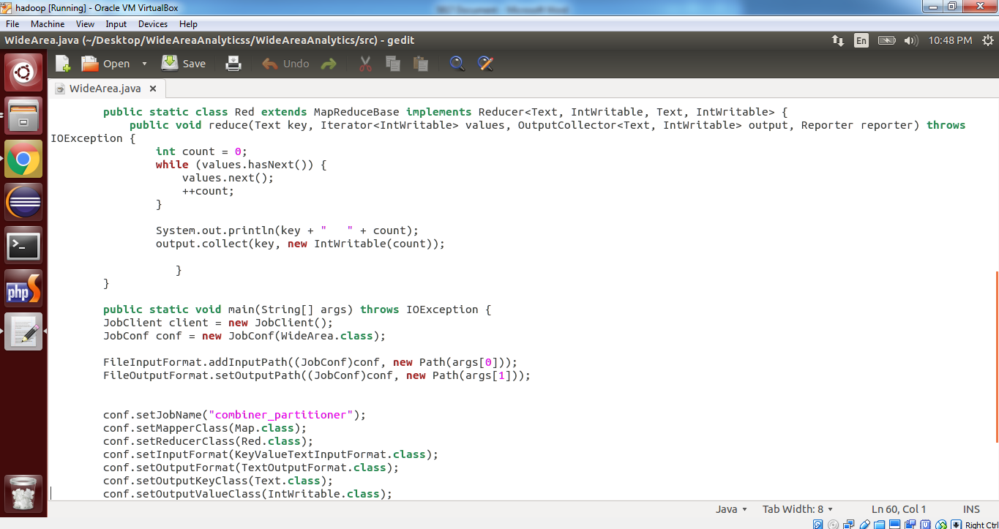 hadoop [Running] - Oracle VM VirtualBox
File Machine View Input Devices Help
WideArea.java (~/Desktop/WideAreaAnalyticss/WideAreaAnalytics/src) - gedit
En
10:48 PM
Open Save Undo
WideArea.java ×
public static class Red extends MapReduceBase implements Reducer<Text, IntWritable, Text, IntWritable> {
public void reduce(Text key, Iterator<IntWritable> values, OutputCollector<Text, IntWritable> output, Reporter reporter) throws
IOException {
int count = 0;
while (values.hasNext()) {
values.next();
++count;
}
System.out.println(key + "   " + count);
output.collect(key, new IntWritable(count));
}
}
public static void main(String[] args) throws IOException {
JobClient client = new JobClient();
JobConf conf = new JobConf(WideArea.class);
FileInputFormat.addInputPath((JobConf)conf, new Path(args[0]));
FileOutputFormat.setOutputPath((JobConf)conf, new Path(args[1]));
conf.setJobName("combiner_partitioner");
conf.setMapperClass(Map.class);
conf.setReducerClass(Red.class);
conf.setInputFormat(KeyValueTextInputFormat.class);
conf.setOutputFormat(TextOutputFormat.class);
conf.setOutputKeyClass(Text.class);
conf.setOutputValueClass(IntWritable.class);
php
Java Tab Width: 8 Ln 60, Col 1 INS
Right Ctrl